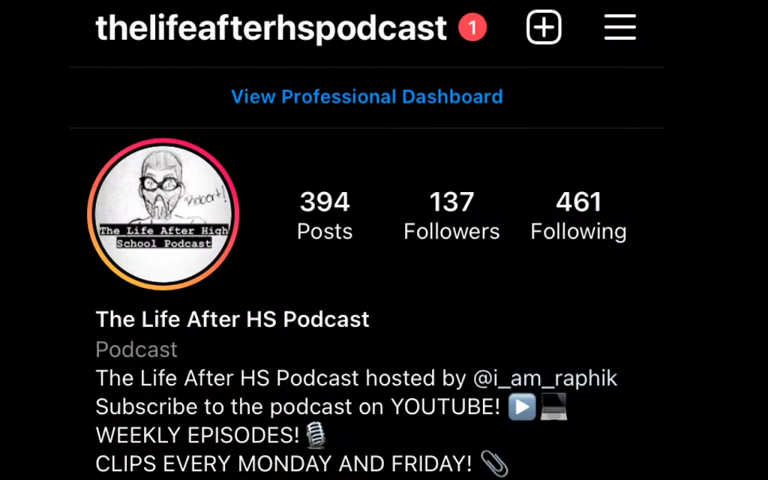 thelifeafterhspodcast 1
View Professional Dashboard
Robert!
The Life After High
School Podcast
394 137 461
Posts Followers Following
The Life After HS Podcast
Podcast
The Life After HS Podcast hosted by @i_am_raphik
Subscribe to the podcast on YOUTUBE! ▶️💻
WEEKLY EPISODES!🎙️
CLIPS EVERY MONDAY AND FRIDAY! 📎